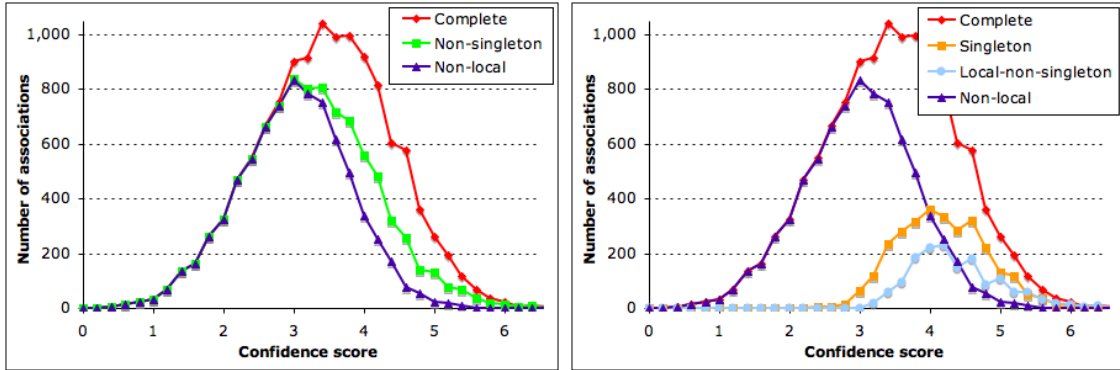 Number of associations
1,000
800
600
400
200
0
0 1 2 3 4 5 6
Confidence score
Complete
Non-singleton
Non-local
Number of associations
1,000
800
600
400
200
0
0 1 2 3 4 5 6
Confidence score
Complete
Singleton
Local-non-singleton
Non-local